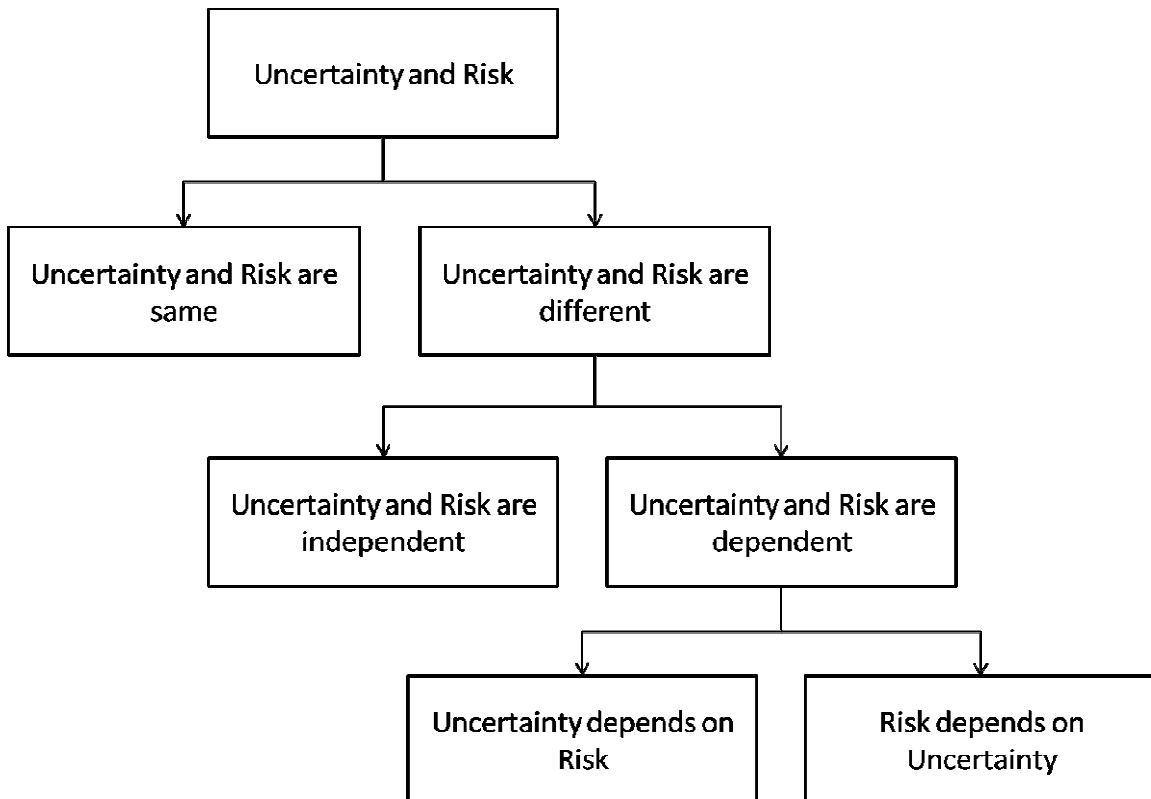 Uncertainty and Risk
Uncertainty and Risk are
same
Uncertainty and Risk are
different
Uncertainty and Risk are
independent
Uncertainty and Risk are
dependent
Uncertainty depends on
Risk
Risk depends on
Uncertainty